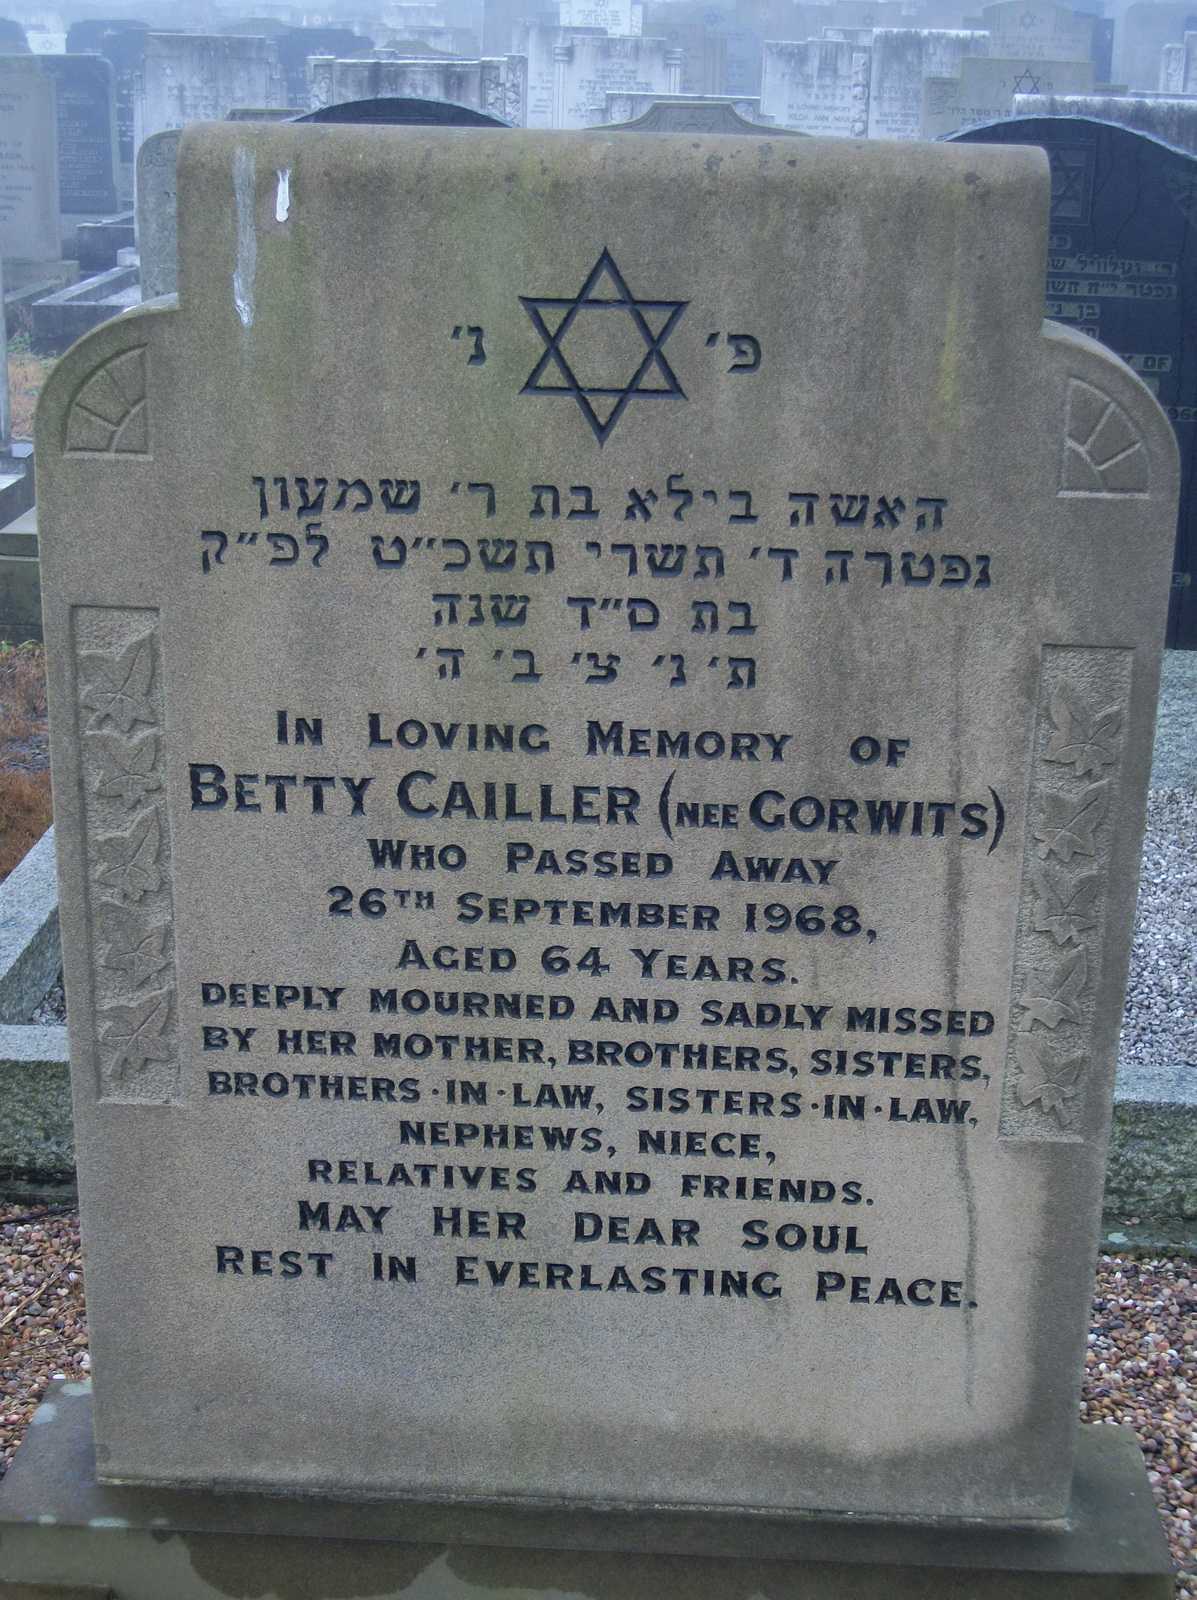 פ׳ נ׳
האשה בילא בת ר׳ שמעון
נפטרה ד׳ תשרי תשכ״ט לפ״ק
בת ס״ד שנה
ת׳ נ׳ צ׳ ב׳ ה׳
IN LOVING MEMORY OF
BETTY CAILLER (NEE GORWITS)
WHO PASSED AWAY
26TH SEPTEMBER 1968,
AGED 64 YEARS.
DEEPLY MOURNED AND SADLY MISSED
BY HER MOTHER, BROTHERS, SISTERS,
BROTHERS·IN·LAW, SISTERS·IN·LAW,
NEPHEWS, NIECE,
RELATIVES AND FRIENDS.
MAY HER DEAR SOUL
REST IN EVERLASTING PEACE.